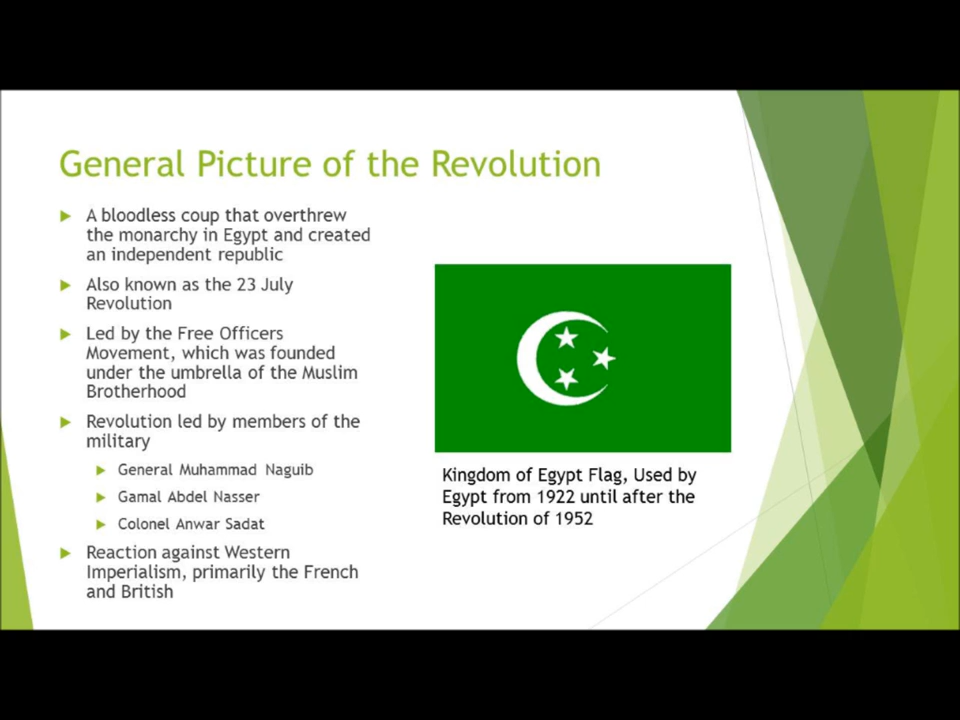 General Picture of the Revolution
A bloodless coup that overthrew
the monarchy in Egypt and created
an independent republic
Also known as the 23 July
Revolution
Led by the Free Officers
Movement, which was founded
under the umbrella of the Muslim
Brotherhood
Revolution led by members of the
military
General Muhammad Naguib
Gamal Abdel Nasser
Colonel Anwar Sadat
Reaction against Western
Imperialism, primarily the French
and British
Kingdom of Egypt Flag, Used by
Egypt from 1922 until after the
Revolution of 1952